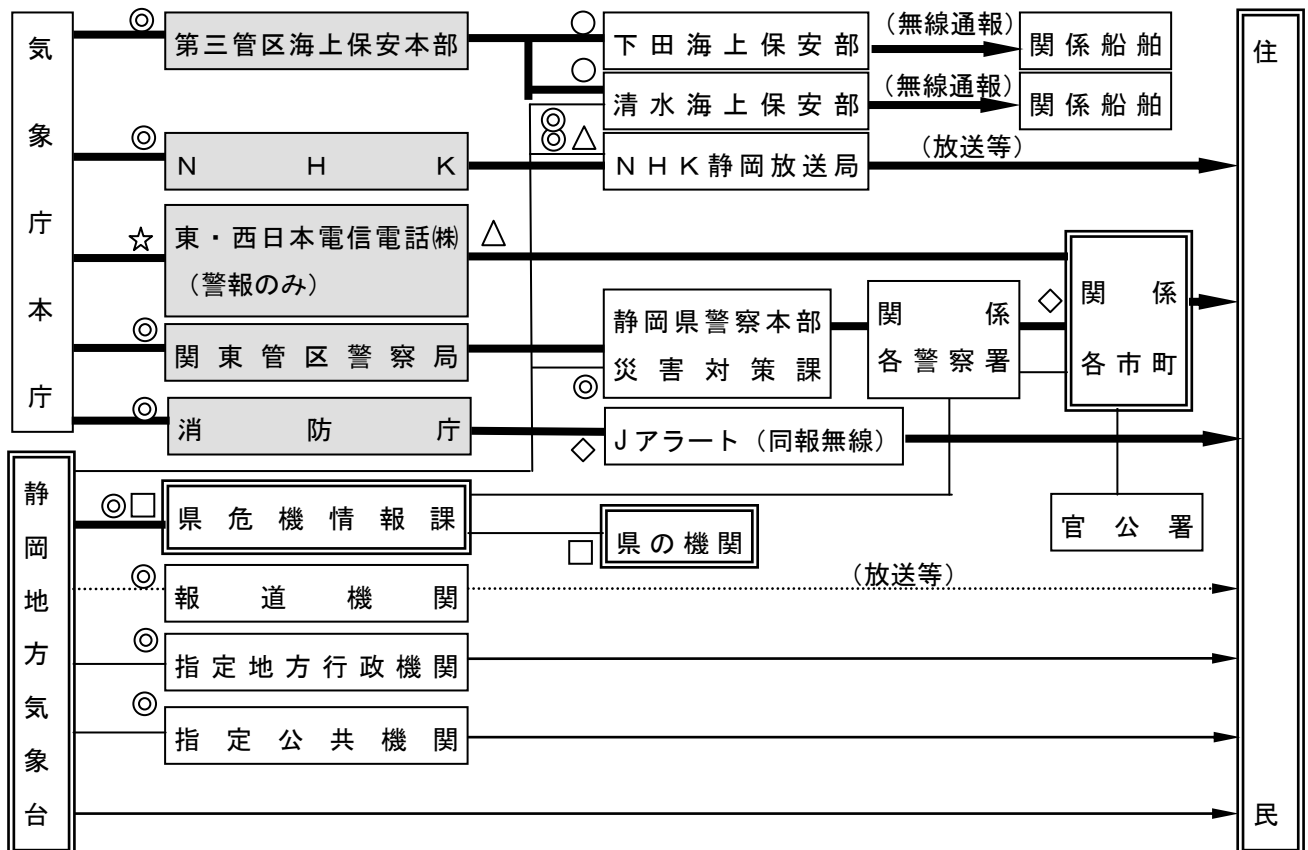 気象庁本庁
◎
第三管区海上保安本部
○
下田海上保安部
(無線通報)
関係船舶
○
清水海上保安部
(無線通報)
関係船舶
◎
NHK
◎
◎△
NHK静岡放送局
(放送等)
☆
東・西日本電信電話㈱
(警報のみ)
△
◎
関東管区警察局
◎
静岡県警察本部
災害対策課
関係
各警察署
◇
関係
各市町
◎
消防庁
◇
Jアラート(同報無線)
官公署
静岡地方気象台
◎□
県危機情報課
□
県の機関
◎
報道機関
(放送等)
◎
指定地方行政機関
◎
指定公共機関
住民